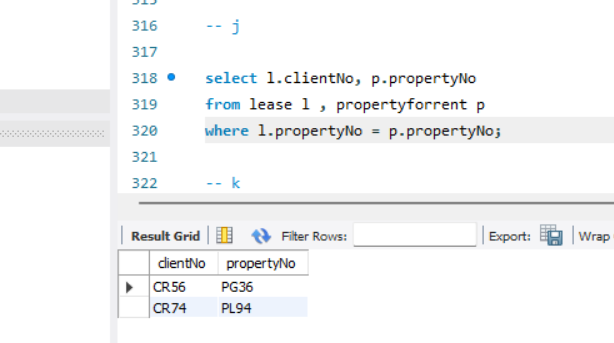 315
316 -- j
317
318 select l.clientNo, p.propertyNo
319 from lease l , propertyforrent p
320 where l.propertyNo = p.propertyNo;
321
322 -- k
Result Grid Filter Rows: Export: Wrap
clientNo propertyNo
CR56 PG36
CR74 PL94